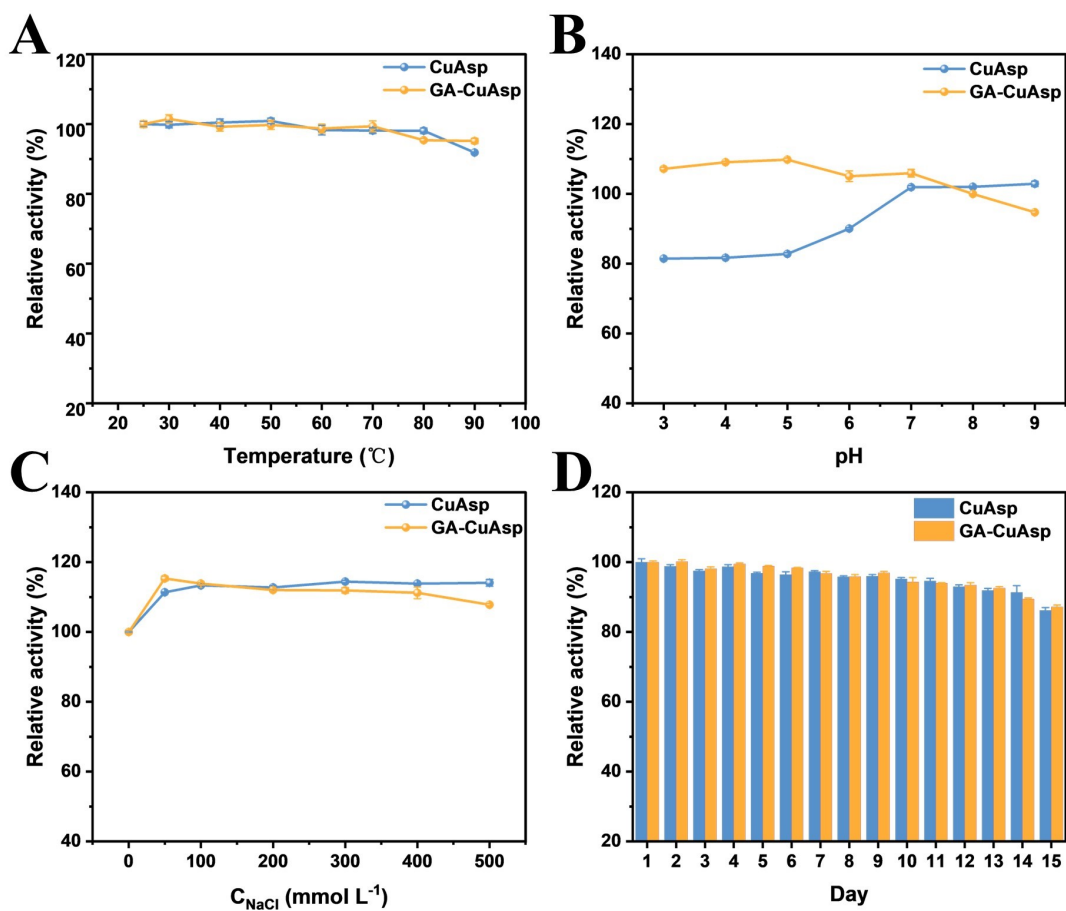 A
Relative activity (%)
120
100
80
60
40
20
CuAsp
GA-CuAsp
20 30 40 50 60 70 80 90 100
Temperature (℃)
B
Relative activity (%)
140
120
100
80
60
40
CuAsp
GA-CuAsp
3 4 5 6 7 8 9
pH
C
Relative activity (%)
140
120
100
80
60
40
CuAsp
GA-CuAsp
0 100 200 300 400 500
C_NaCl (mmol L⁻¹)
D
Relative activity (%)
120
100
80
60
40
20
CuAsp
GA-CuAsp
1 2 3 4 5 6 7 8 9 10 11 12 13 14 15
Day